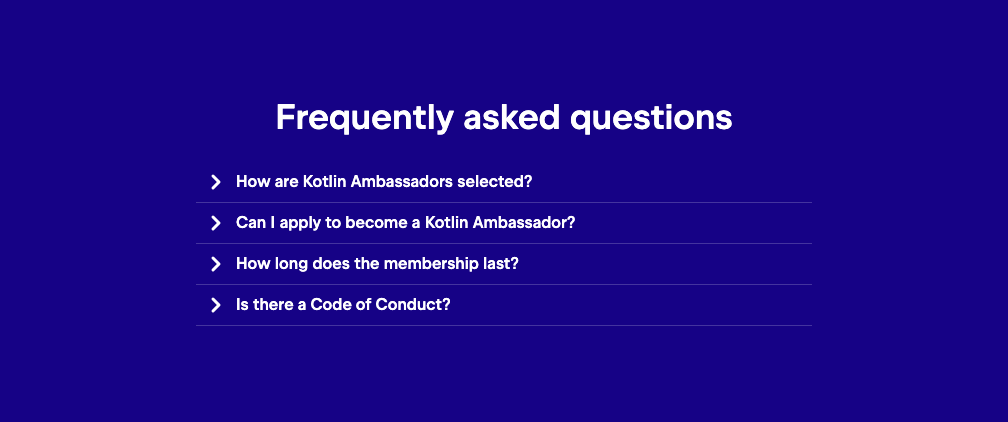 Frequently asked questions
How are Kotlin Ambassadors selected?
Can I apply to become a Kotlin Ambassador?
How long does the membership last?
Is there a Code of Conduct?